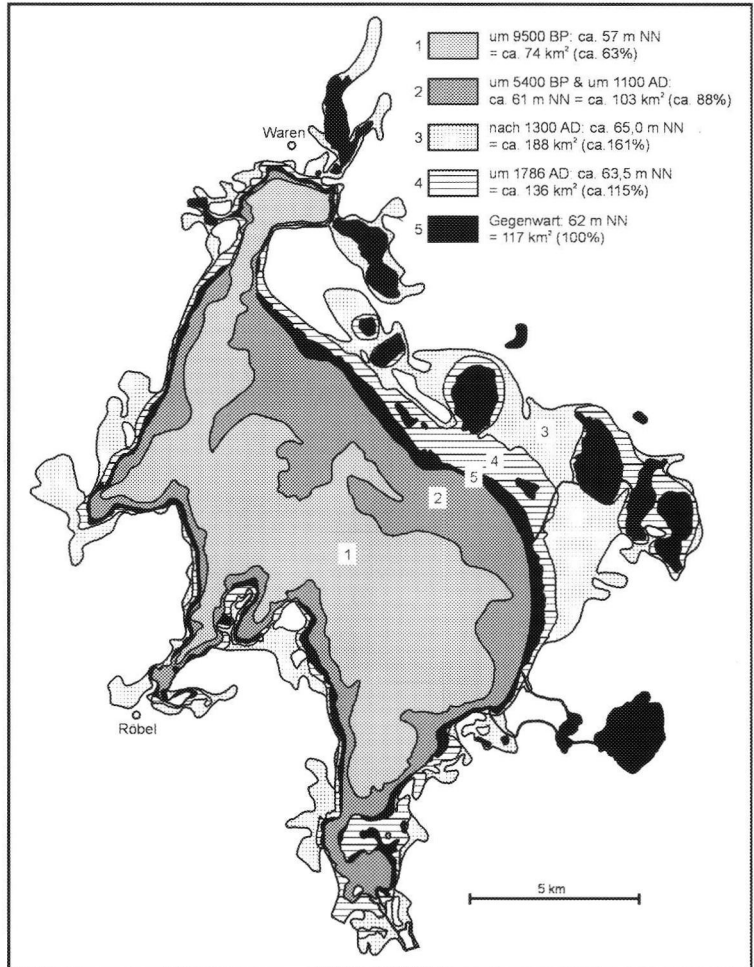 1 um 9500 BP: ca. 57 m NN
= ca. 74 km² (ca. 63%)
2 um 5400 BP & um 1100 AD:
ca. 61 m NN = ca. 103 km² (ca. 88%)
3 nach 1300 AD: ca. 65,0 m NN
= ca. 188 km² (ca.161%)
4 um 1786 AD: ca. 63,5 m NN
= ca. 136 km² (ca.115%)
5 Gegenwart: 62 m NN
= 117 km² (100%)
Waren
3
4
5
2
1
Röbel
5 km